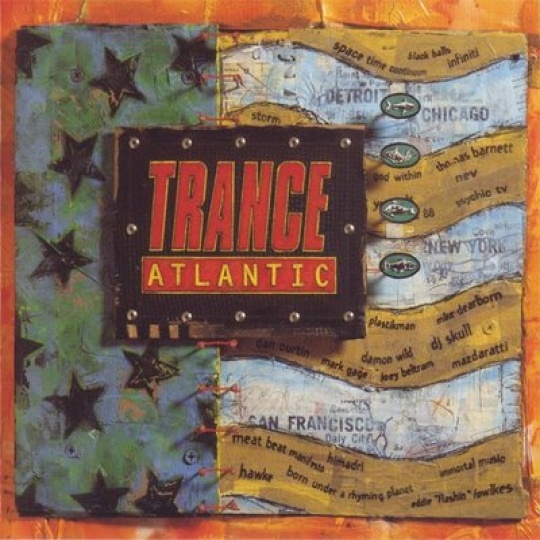 space time continuum
black balls
infiniti
DETROIT
CHICAGO
storm
TRANCE
ATLANTIC
thomas barnett
god within
nev
psychic tv
88
Cove
NEW YORK
plastikman
mike dearborn
dj skull
dan curtin
mark gage
damon wild
joey beltram
mazdaratti
SAN FRANCISCO
Daly City
meat beat manifesto
himadri
immortal music
hawke
born under a rhyming planet
eddie "flashin" fowlkes